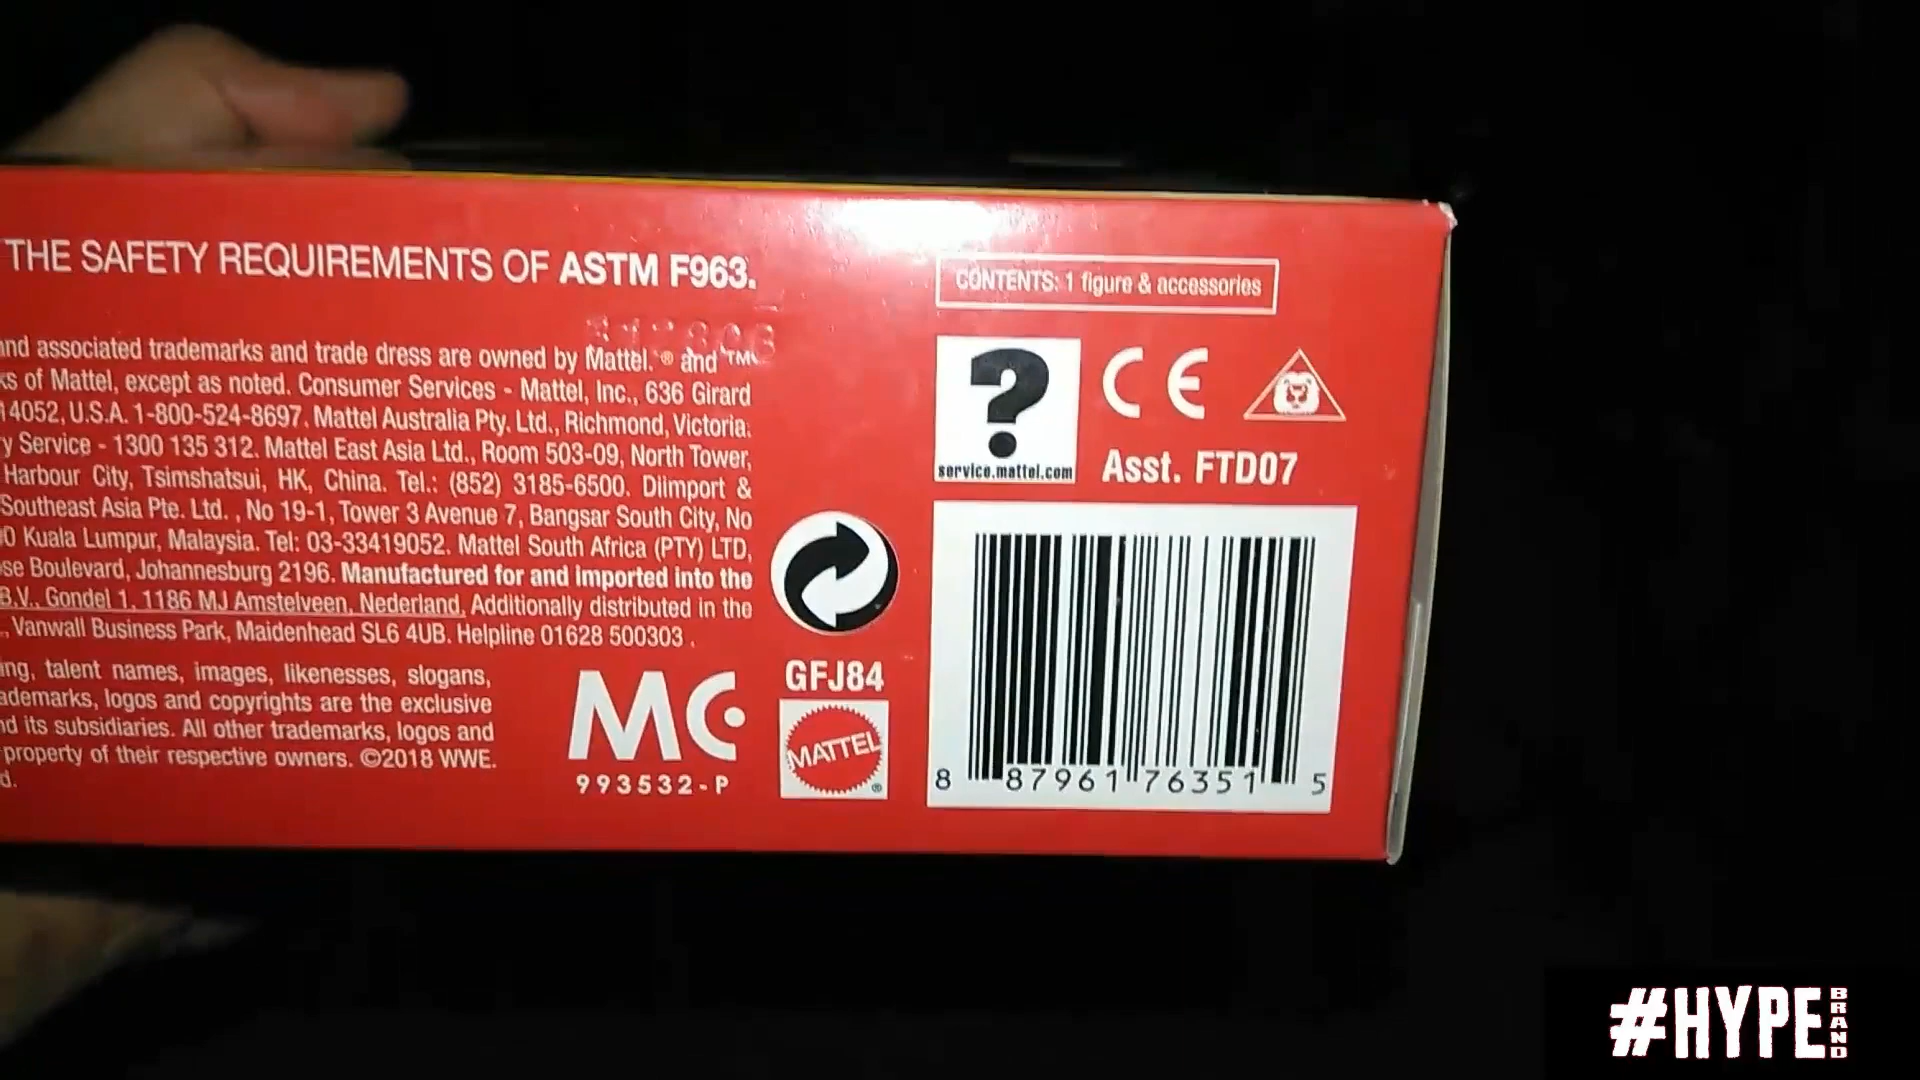 THE SAFETY REQUIREMENTS OF ASTM F963.
and associated trademarks and trade dress are owned by Mattel. ® and ™
of Mattel, except as noted. Consumer Services - Mattel, Inc., 636 Girard
14052, U.S.A. 1-800-524-8697. Mattel Australia Pty. Ltd., Richmond, Victoria.
Service - 1300 135 312. Mattel East Asia Ltd., Room 503-09, North Tower,
Harbour City, Tsimshatsui, HK, China. Tel.: (852) 3185-6500. Diimport &
Southeast Asia Pte. Ltd. , No 19-1, Tower 3 Avenue 7, Bangsar South City, No
0 Kuala Lumpur, Malaysia. Tel: 03-33419052. Mattel South Africa (PTY) LTD,
se Boulevard, Johannesburg 2196. Manufactured for and imported into the
B.V., Gondel 1, 1186 MJ Amstelveen, Nederland. Additionally distributed in the
., Vanwall Business Park, Maidenhead SL6 4UB. Helpline 01628 500303 .
ing, talent names, images, likenesses, slogans,
ademarks, logos and copyrights are the exclusive
nd its subsidiaries. All other trademarks, logos and
property of their respective owners. ©2018 WWE.
d.
MC
993532-P
GFJ84
MATTEL
®
CONTENTS: 1 figure & accessories
?
service.mattel.com
CE
Asst. FTD07
8 87961 76351 5
#HYPE
BRAND